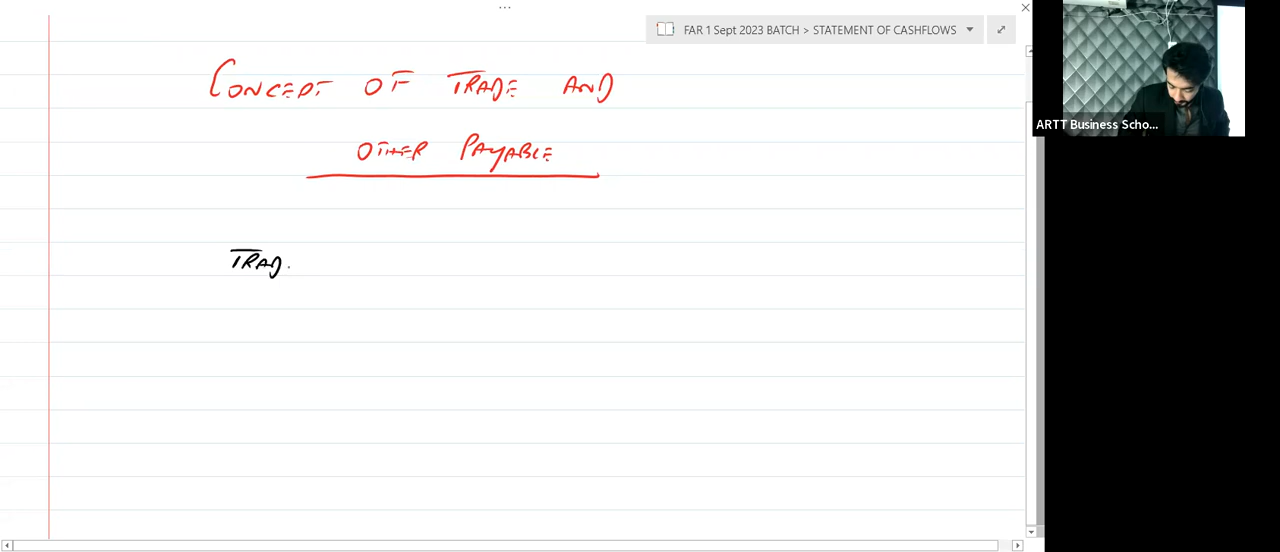 ...
FAR 1 Sept 2023 BATCH > STATEMENT OF CASHFLOWS
ARTT Business Scho...
CONCEPT OF TRADE AND
OTHER PAYABLE
TRAD